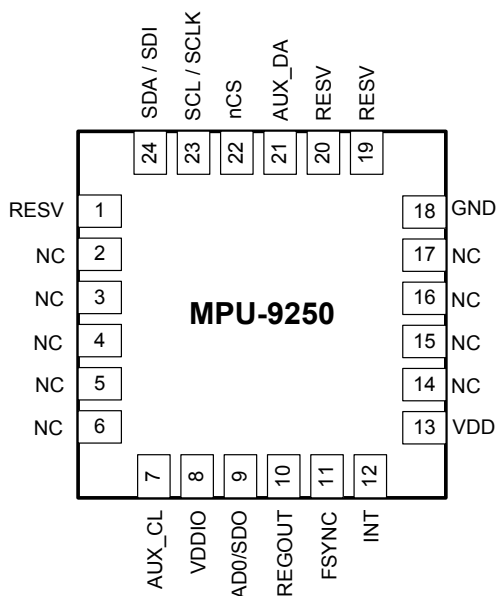 SDA / SDI
SCL / SCLK
nCS
AUX_DA
RESV
RESV
24
23
22
21
20
19
RESV 1
NC 2
NC 3
NC 4
NC 5
NC 6
MPU-9250
18 GND
17 NC
16 NC
15 NC
14 NC
13 VDD
7
8
9
10
11
12
AUX_CL
VDDIO
AD0/SDO
REGOUT
FSYNC
INT